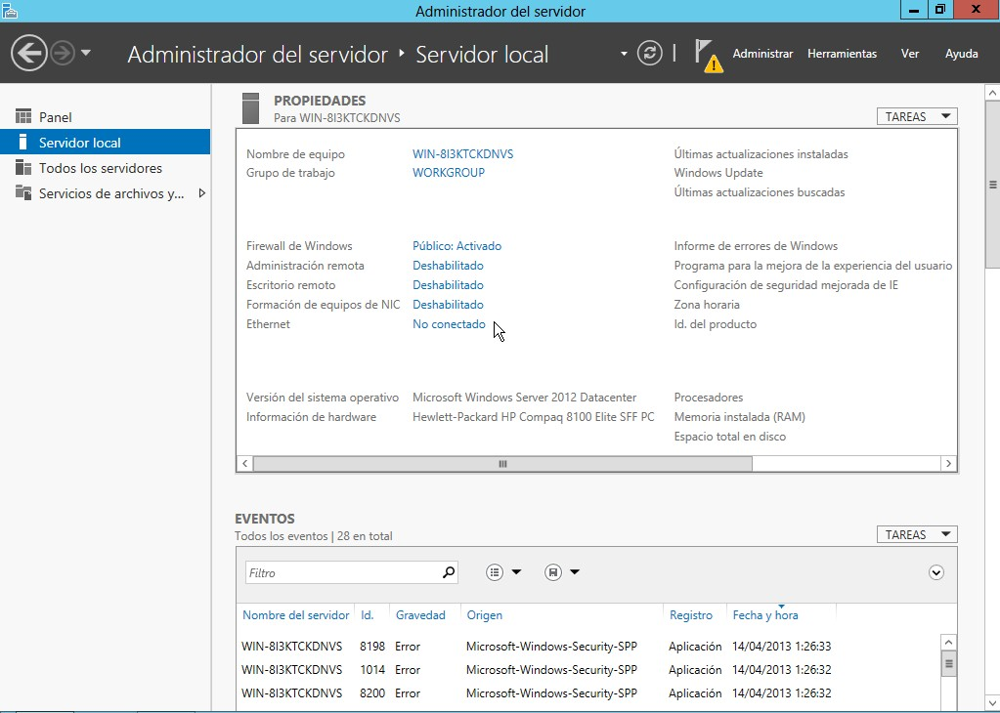 Administrador del servidor
Administrador del servidor ‣ Servidor local
Administrar Herramientas Ver Ayuda
Panel
Servidor local
Todos los servidores
Servicios de archivos y...
PROPIEDADES
Para WIN-8I3KTCKDNVS
TAREAS
Nombre de equipo WIN-8I3KTCKDNVS Últimas actualizaciones instaladas
Grupo de trabajo WORKGROUP Windows Update
Últimas actualizaciones buscadas
Firewall de Windows Público: Activado Informe de errores de Windows
Administración remota Deshabilitado Programa para la mejora de la experiencia del usuario
Escritorio remoto Deshabilitado Configuración de seguridad mejorada de IE
Formación de equipos de NIC Deshabilitado Zona horaria
Ethernet No conectado Id. del producto
Versión del sistema operativo Microsoft Windows Server 2012 Datacenter Procesadores
Información de hardware Hewlett-Packard HP Compaq 8100 Elite SFF PC Memoria instalada (RAM)
Espacio total en disco
EVENTOS
Todos los eventos | 28 en total
TAREAS
Filtro
Nombre del servidor Id. Gravedad Origen Registro Fecha y hora
WIN-8I3KTCKDNVS 8198 Error Microsoft-Windows-Security-SPP Aplicación 14/04/2013 1:26:33
WIN-8I3KTCKDNVS 1014 Error Microsoft-Windows-Security-SPP Aplicación 14/04/2013 1:26:32
WIN-8I3KTCKDNVS 8200 Error Microsoft-Windows-Security-SPP Aplicación 14/04/2013 1:26:32